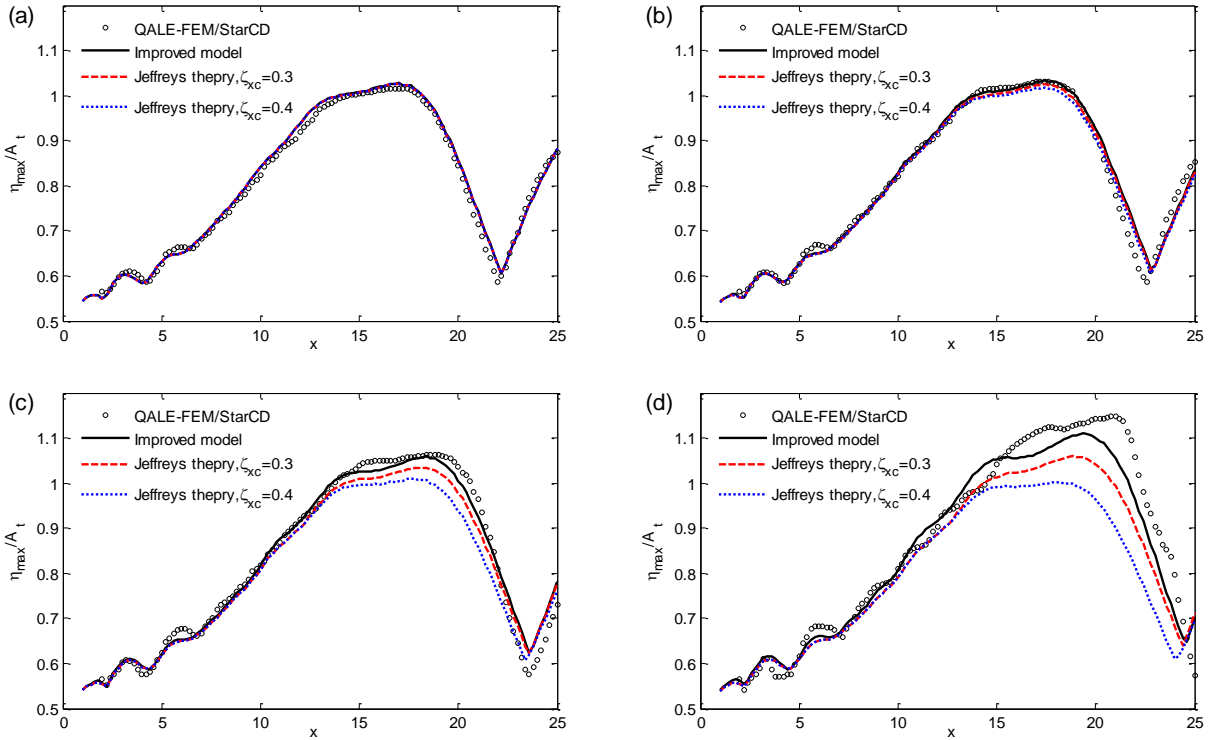 (a)
QALE-FEM/StarCD
Improved model
Jeffreys thepry,ζxc=0.3
Jeffreys thepry,ζxc=0.4
1.1
1
0.9
0.8
0.7
0.6
0.5
ηmax/At
0 5 10 15 20 25
x
(b)
QALE-FEM/StarCD
Improved model
Jeffreys thepry,ζxc=0.3
Jeffreys thepry,ζxc=0.4
1.1
1
0.9
0.8
0.7
0.6
0.5
ηmax/At
0 5 10 15 20 25
x
(c)
QALE-FEM/StarCD
Improved model
Jeffreys thepry,ζxc=0.3
Jeffreys thepry,ζxc=0.4
1.1
1
0.9
0.8
0.7
0.6
0.5
ηmax/At
0 5 10 15 20 25
x
(d)
QALE-FEM/StarCD
Improved model
Jeffreys thepry,ζxc=0.3
Jeffreys thepry,ζxc=0.4
1.1
1
0.9
0.8
0.7
0.6
0.5
ηmax/At
0 5 10 15 20 25
x